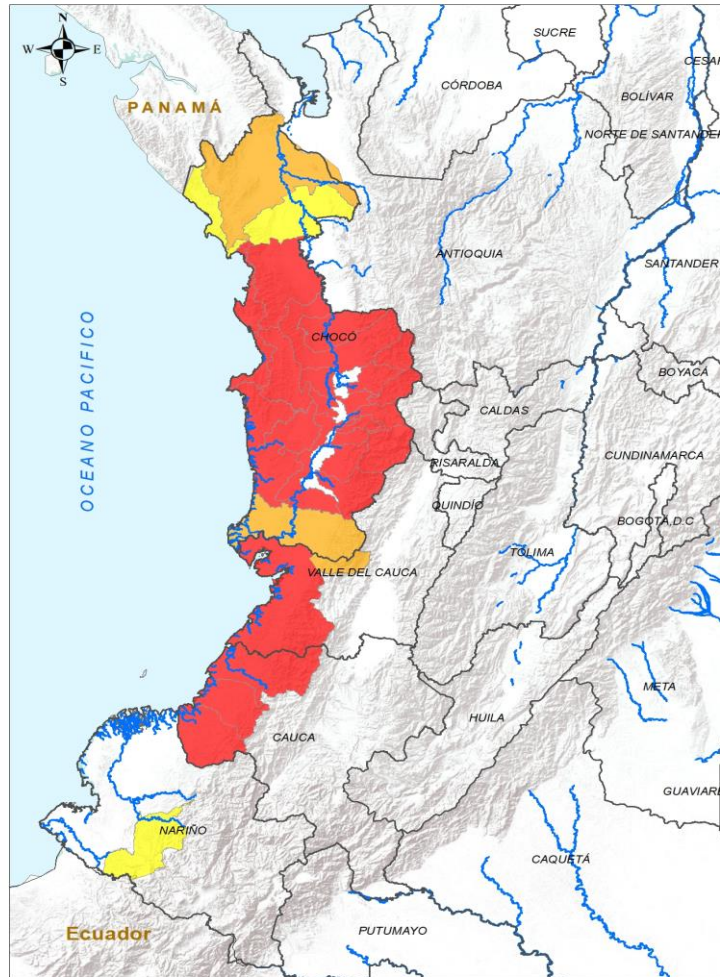 N
W E
S
SUCRE
CESAR
CÓRDOBA
BOLÍVAR
PANAMÁ
NORTE DE SANTANDER
ANTIOQUIA
SANTANDER
OCEANO PACIFICO
CHOCÓ
BOYACÁ
CALDAS
CUNDINAMARCA
RISARALDA
QUINDÍO
BOGOTÁ,D.C
TOLIMA
VALLE DEL CAUCA
META
HUILA
CAUCA
GUAVIARE
NARIÑO
CAQUETÁ
Ecuador
PUTUMAYO